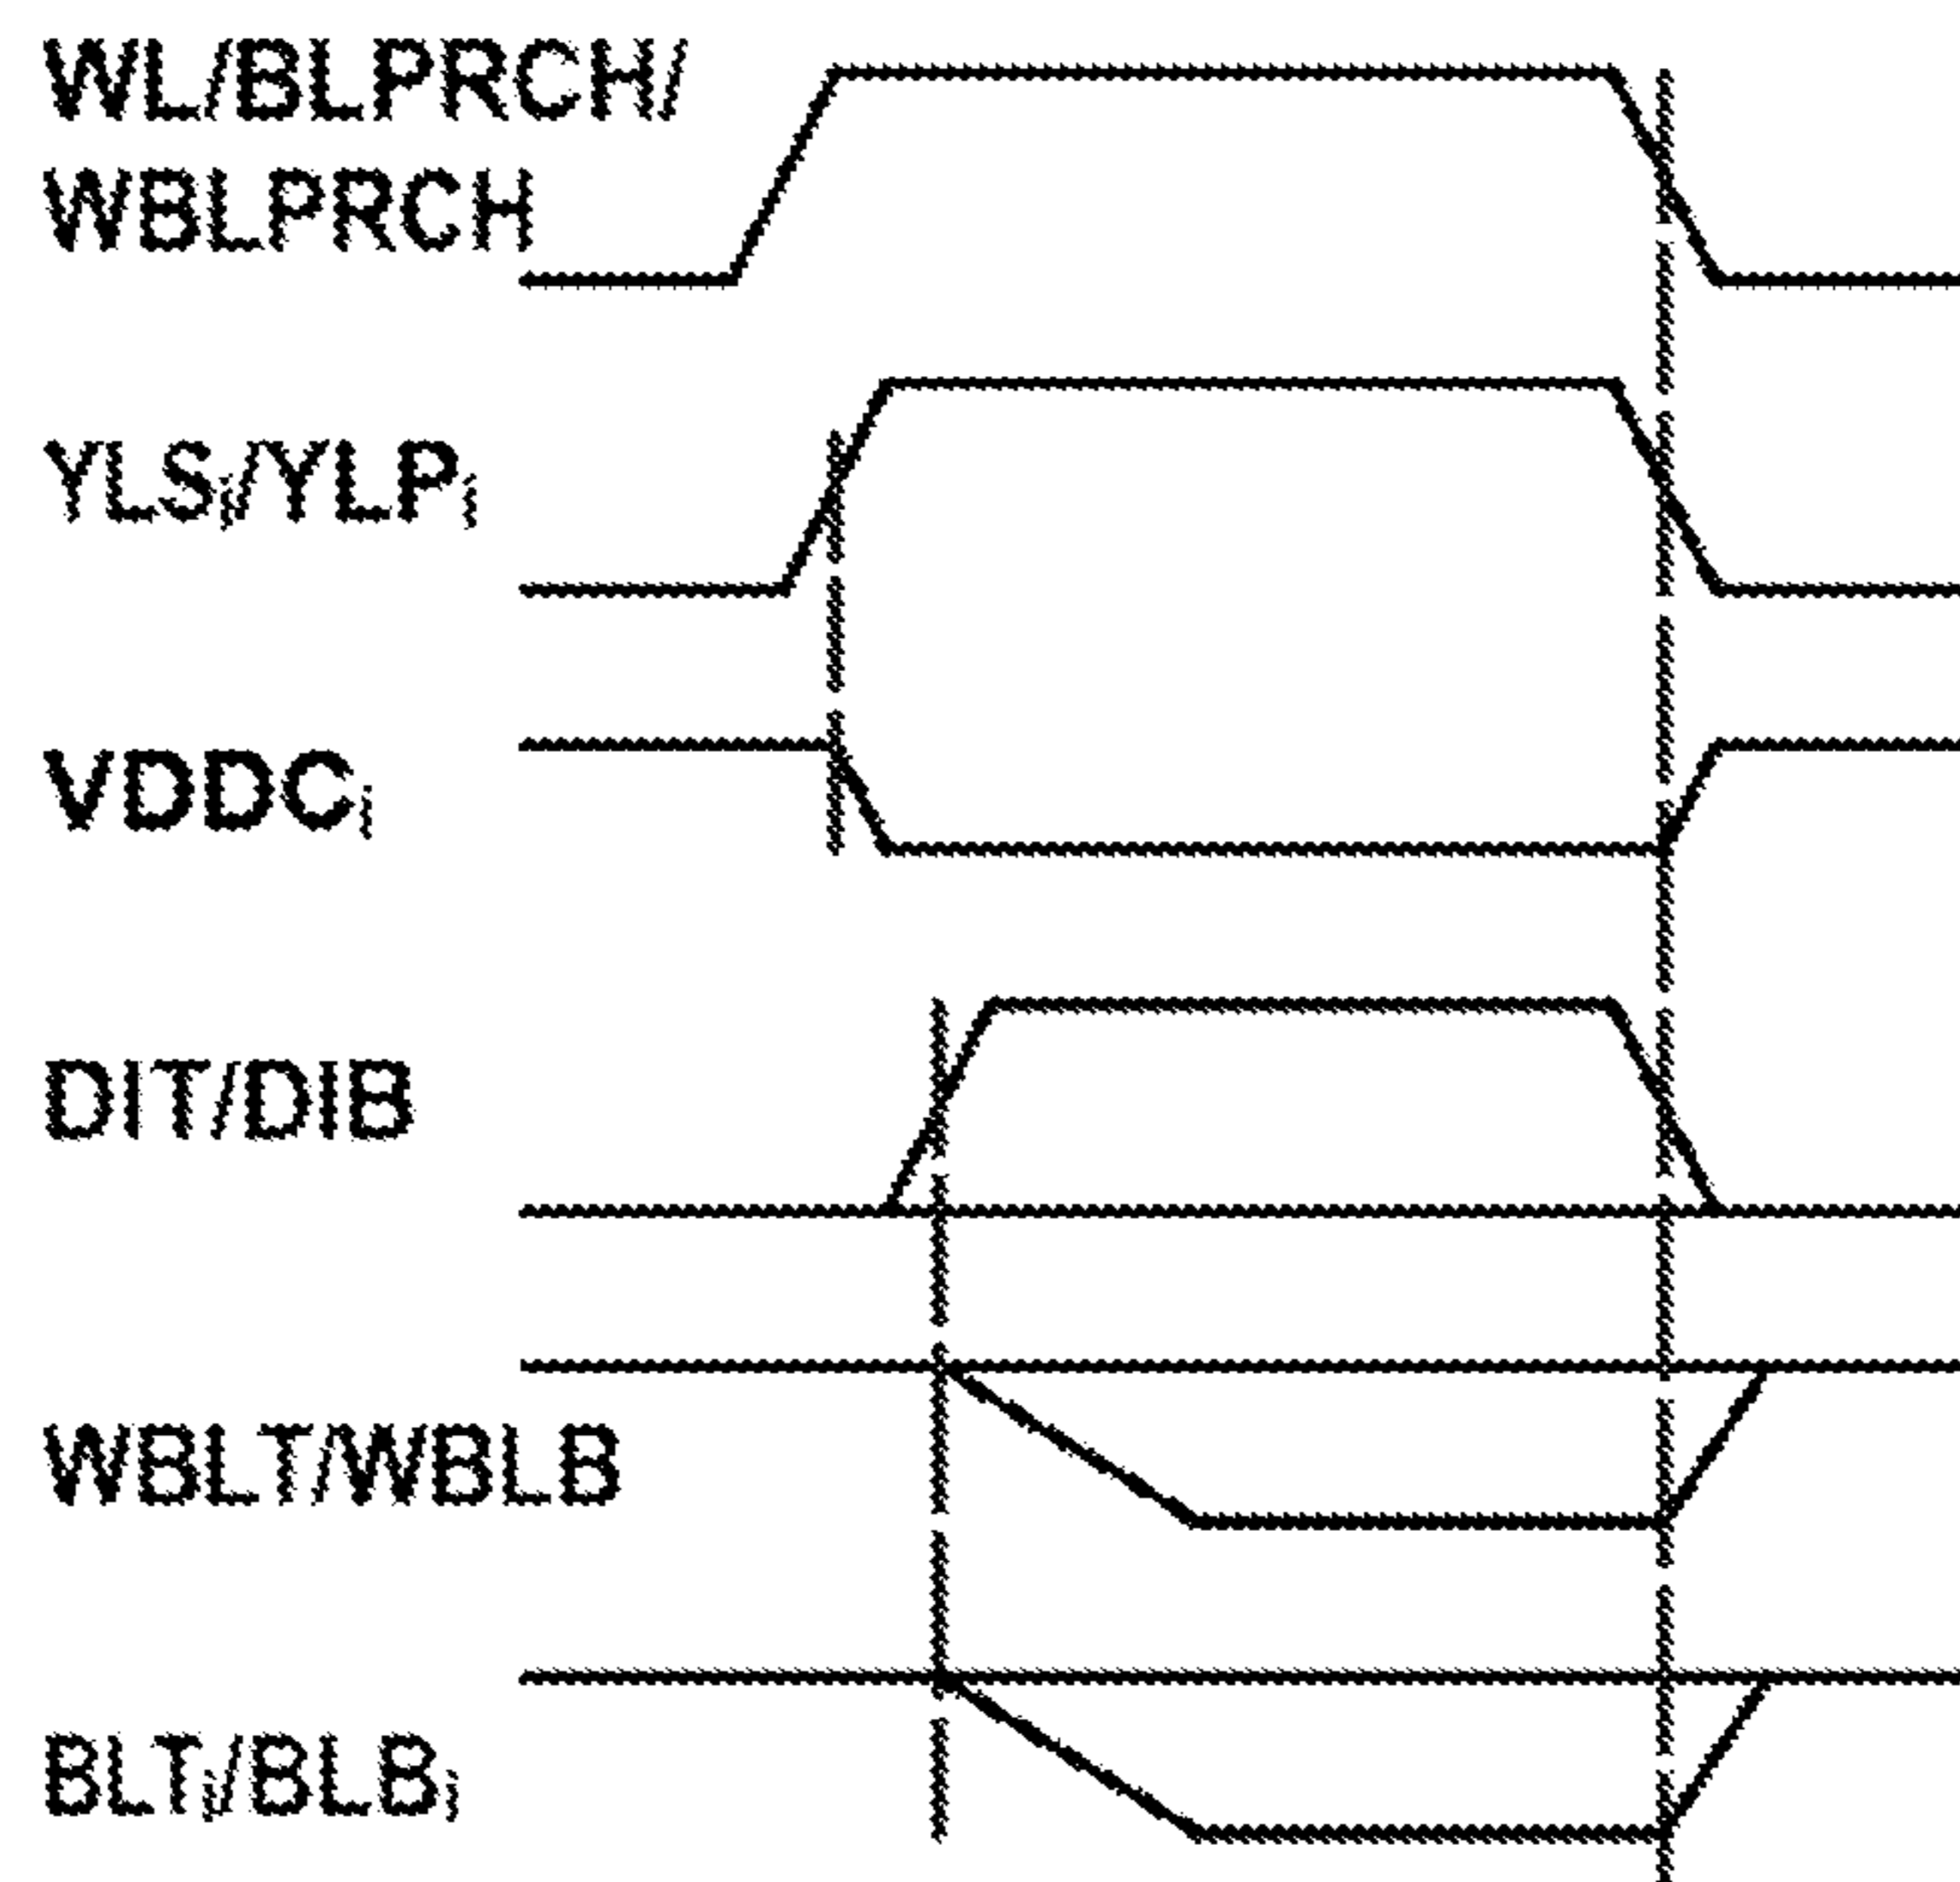 WL/BLPRCH/
WBLPRCH
YLSi/YLPi
VDDCi
DIT/DIB
WBLT/WBLB
BLTi/BLBi